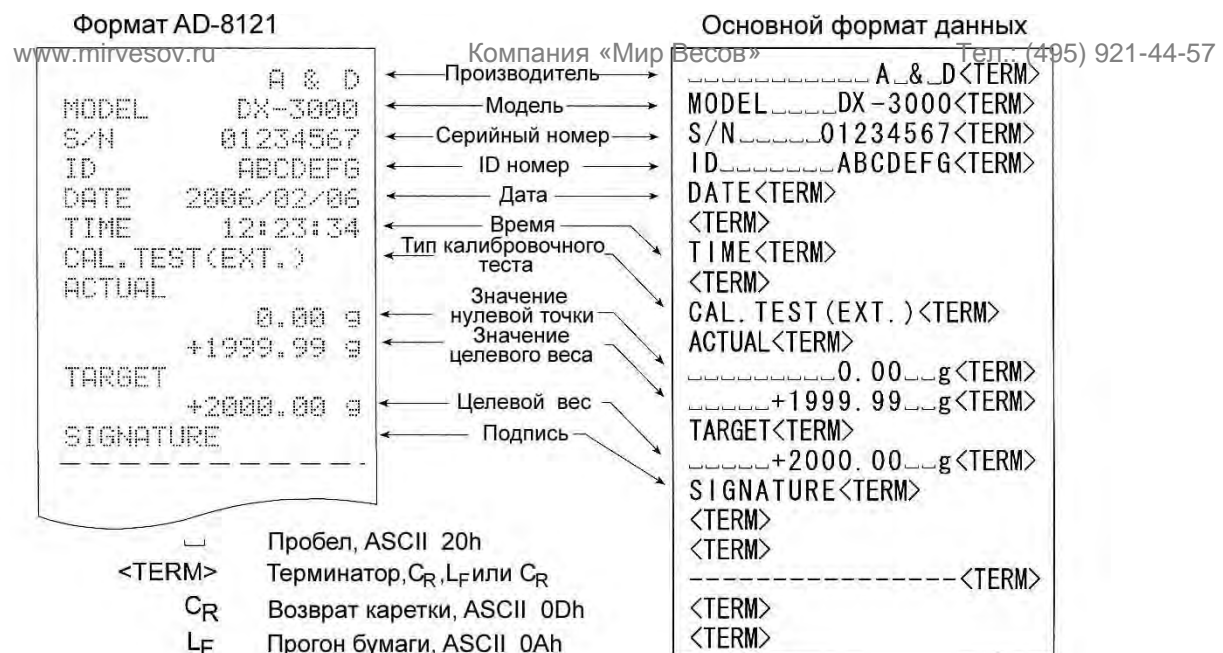 Формат AD-8121
Основной формат данных
www.mirvesov.ru Компания «Мир Весов» Тел.: (495) 921-44-57
A & D
MODEL DX-3000
S/N 01234567
ID ABCDEFG
DATE 2006/02/06
TIME 12:23:34
CAL.TEST(EXT.)
ACTUAL
0.00 g
+1999.99 g
TARGET
+2000.00 g
SIGNATURE
- - - - - - - - - - - - - - - -
Производитель
Модель
Серийный номер
ID номер
Дата
Время
Тип калибровочного
теста
Значение
нулевой точки
Значение
целевого веса
Целевой вес
Подпись
␣␣␣␣␣␣␣␣␣␣␣A␣&␣D<TERM>
MODEL␣␣␣␣DX-3000<TERM>
S/N␣␣␣␣␣01234567<TERM>
ID␣␣␣␣␣␣␣ABCDEFG<TERM>
DATE<TERM>
<TERM>
TIME<TERM>
<TERM>
CAL.TEST(EXT.)<TERM>
ACTUAL<TERM>
␣␣␣␣␣␣␣␣␣0.00␣␣g<TERM>
␣␣␣␣␣+1999.99␣␣g<TERM>
TARGET<TERM>
␣␣␣␣␣+2000.00␣␣g<TERM>
SIGNATURE<TERM>
<TERM>
<TERM>
----------------<TERM>
<TERM>
<TERM>
␣ Пробел, ASCII 20h
<TERM> Терминатор,CR,LFили CR
CR Возврат каретки, ASCII 0Dh
LF Прогон бумаги, ASCII 0Ah